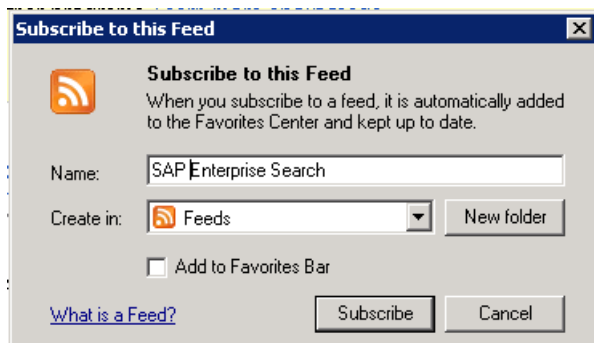 Subscribe to this Feed
Subscribe to this Feed
When you subscribe to a feed, it is automatically added
to the Favorites Center and kept up to date.
Name: SAP Enterprise Search
Create in: Feeds New folder
Add to Favorites Bar
What is a Feed? Subscribe Cancel